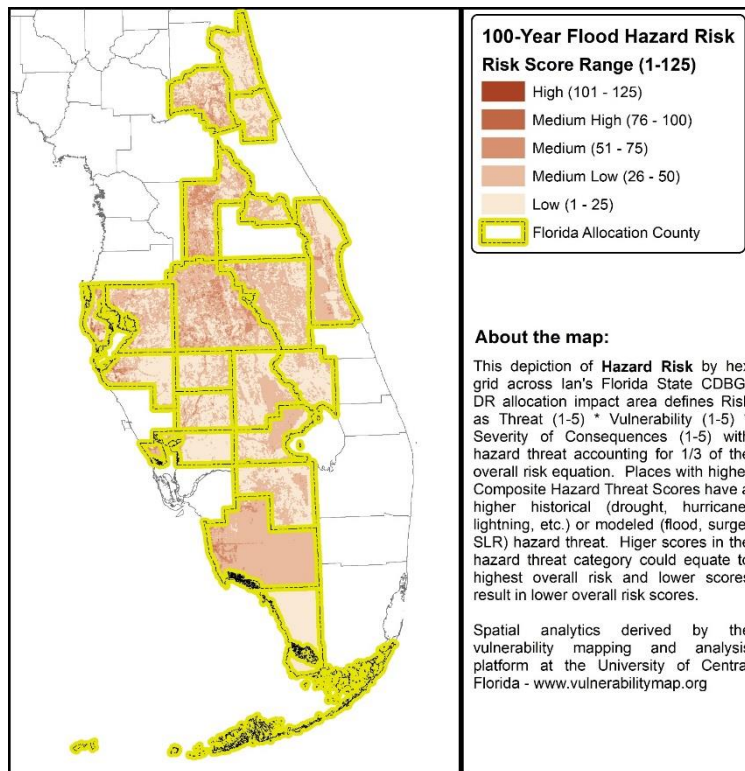 100-Year Flood Hazard Risk
Risk Score Range (1-125)
High (101 - 125)
Medium High (76 - 100)
Medium (51 - 75)
Medium Low (26 - 50)
Low (1 - 25)
Florida Allocation County
About the map:
This depiction of Hazard Risk by hex
grid across Ian's Florida State CDBG-
DR allocation impact area defines Risk
as Threat (1-5) * Vulnerability (1-5) *
Severity of Consequences (1-5) with
hazard threat accounting for 1/3 of the
overall risk equation. Places with higher
Composite Hazard Threat Scores have a
higher historical (drought, hurricane,
lightning, etc.) or modeled (flood, surge,
SLR) hazard threat. Higer scores in the
hazard threat category could equate to
highest overall risk and lower scores
result in lower overall risk scores.
Spatial analytics derived by the
vulnerability mapping and analysis
platform at the University of Central
Florida - www.vulnerabilitymap.org